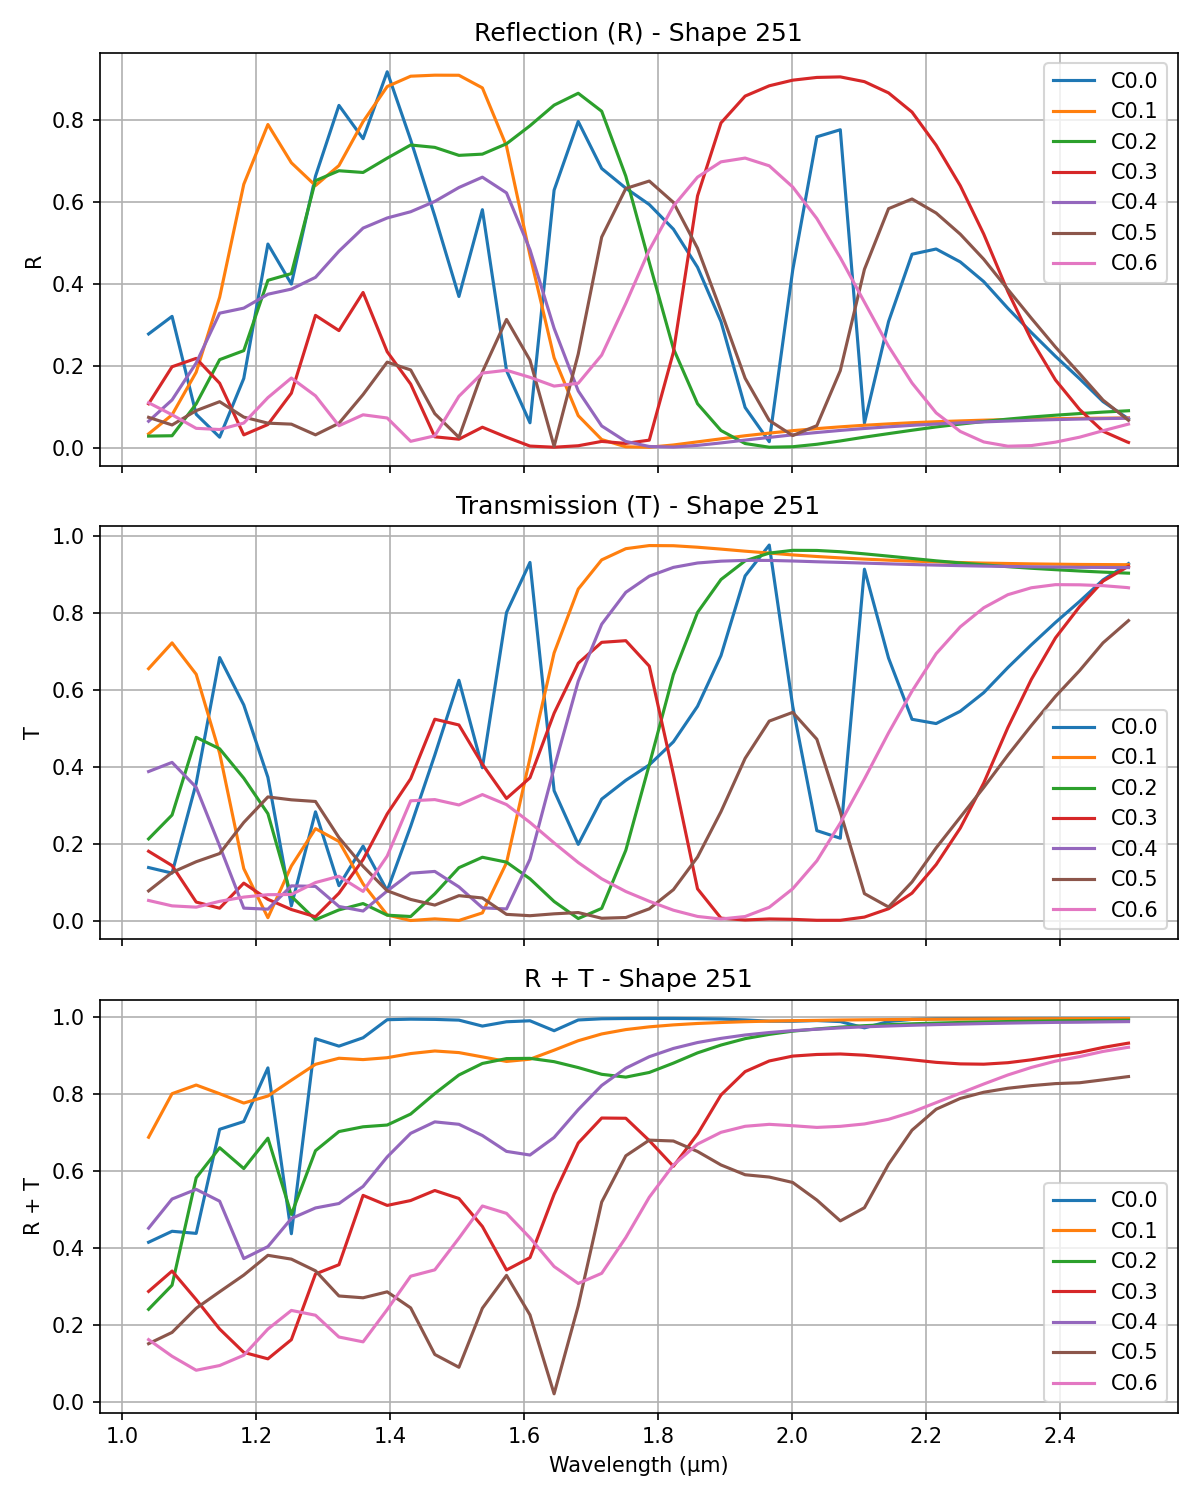 Reflection (R) - Shape 251
0.8
0.6
0.4
0.2
0.0
R
C0.0
C0.1
C0.2
C0.3
C0.4
C0.5
C0.6
Transmission (T) - Shape 251
1.0
0.8
0.6
0.4
0.2
0.0
T
C0.0
C0.1
C0.2
C0.3
C0.4
C0.5
C0.6
R + T - Shape 251
1.0
0.8
0.6
0.4
0.2
0.0
R + T
C0.0
C0.1
C0.2
C0.3
C0.4
C0.5
C0.6
1.0 1.2 1.4 1.6 1.8 2.0 2.2 2.4
Wavelength (μm)